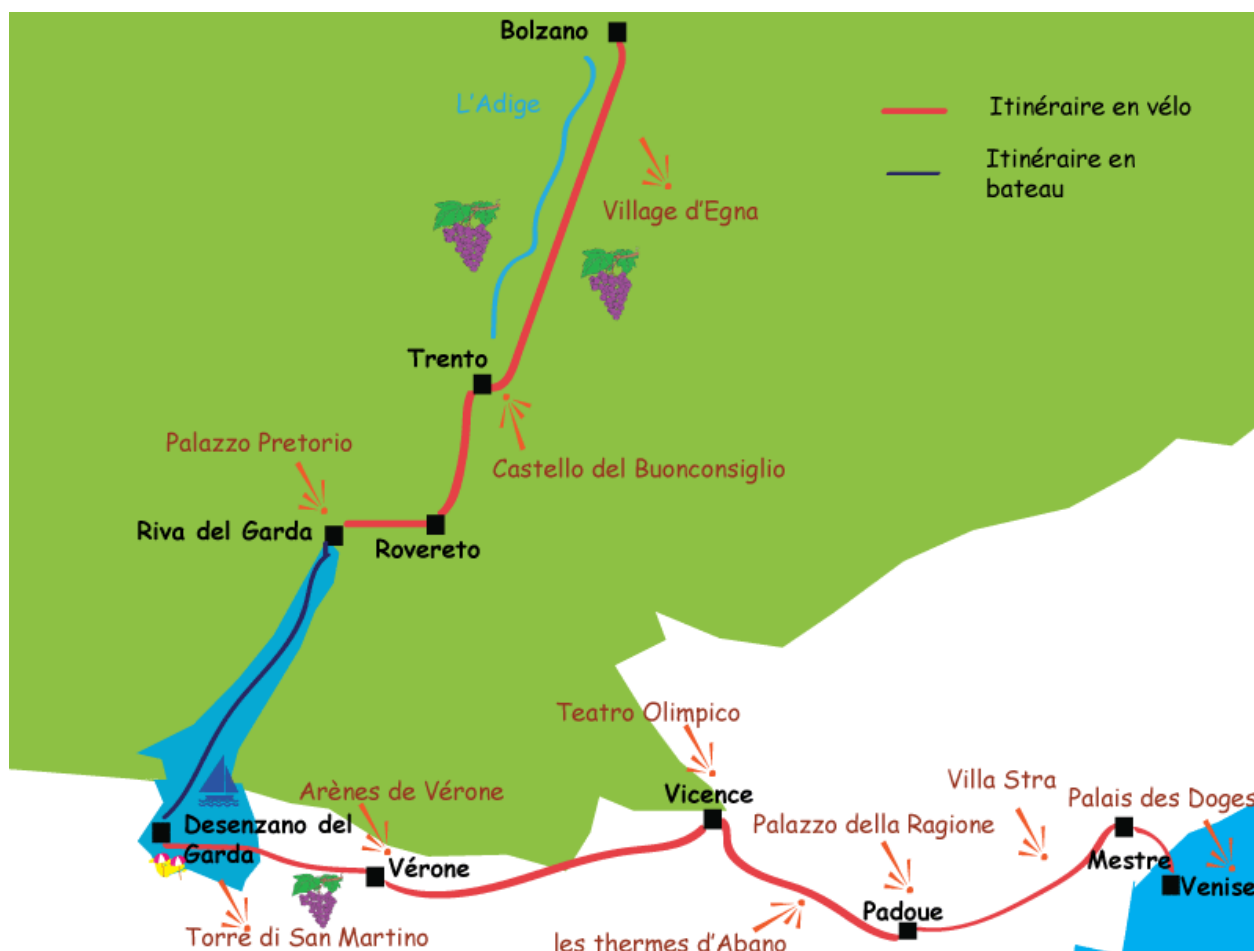 Bolzano
L'Adige
Itinéraire en vélo
Itinéraire en
bateau
Village d'Egna
Trento
Palazzo Pretorio
Castello del Buonconsiglio
Riva del Garda
Rovereto
Teatro Olimpico
Arènes de Vérone
Villa Stra
Palais des Doges
Vicence
Desenzano del
Garda
Palazzo della Ragione
Vérone
Mestre
Venise
Padoue
Torre di San Martino
les thermes d'Abano